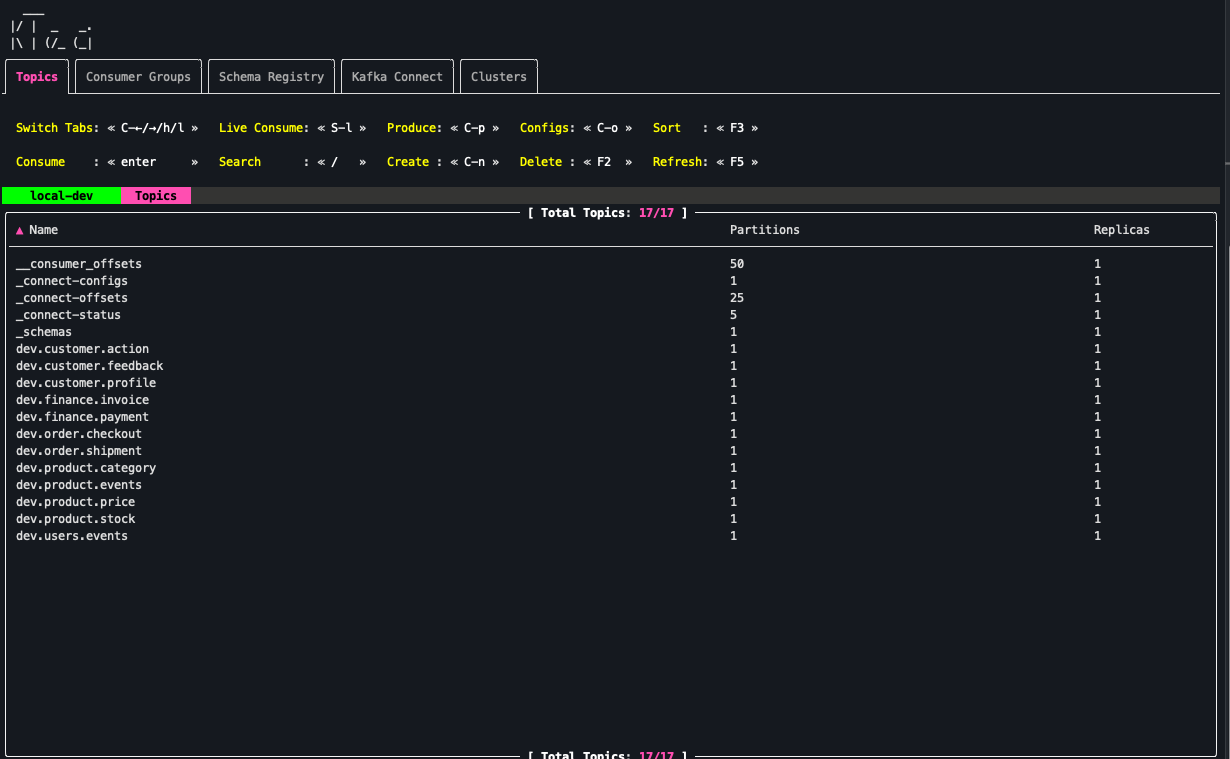 Topics Consumer Groups Schema Registry Kafka Connect Clusters
Switch Tabs: « C-←/→/h/l » Live Consume: « S-l » Produce: « C-p » Configs: « C-o » Sort : « F3 »
Consume : « enter » Search : « / » Create : « C-n » Delete : « F2 » Refresh: « F5 »
local-dev Topics
[ Total Topics: 17/17 ]
▲ Name Partitions Replicas
__consumer_offsets 50 1
_connect-configs 1 1
_connect-offsets 25 1
_connect-status 5 1
_schemas 1 1
dev.customer.action 1 1
dev.customer.feedback 1 1
dev.customer.profile 1 1
dev.finance.invoice 1 1
dev.finance.payment 1 1
dev.order.checkout 1 1
dev.order.shipment 1 1
dev.product.category 1 1
dev.product.events 1 1
dev.product.price 1 1
dev.product.stock 1 1
dev.users.events 1 1
[ Total Topics: 17/17 ]